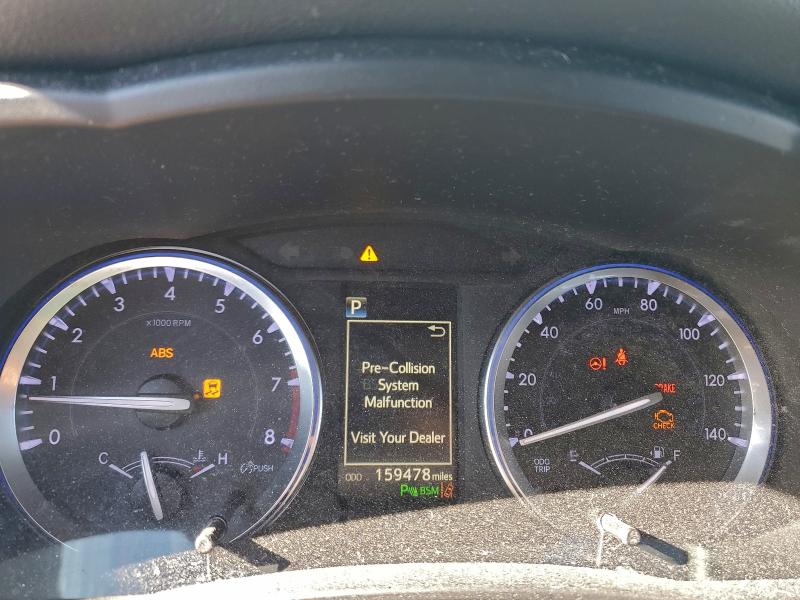 4
3
5
2
6
×1000 RPM
ABS
1
7
0
8
C
H
PUSH
P
Pre-Collision
System
Malfunction
Visit Your Dealer
ODO 159478 miles
P BSM
60
MPH
80
40
100
20
BRAKE
120
0
CHECK
140
ODO
TRIP
E
F